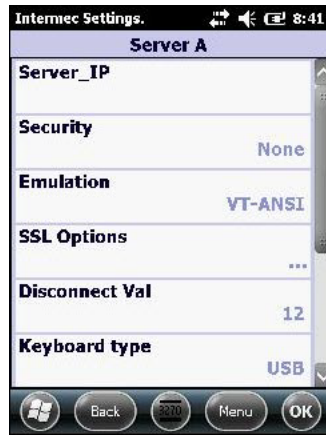 Intermec Settings. 8:41
Server A
Server_IP
Security
None
Emulation
VT-ANSI
SSL Options
...
Disconnect Val
12
Keyboard type
USB
Back 3270 Menu OK